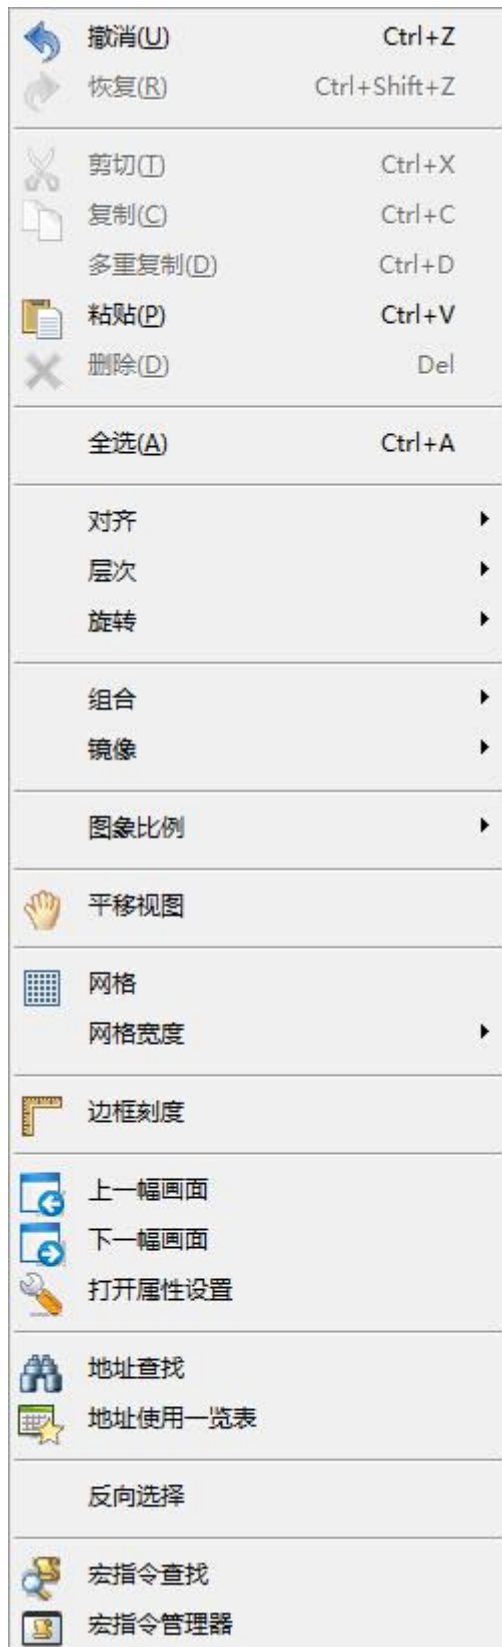 撤消(U) Ctrl+Z
恢复(R) Ctrl+Shift+Z
剪切(T) Ctrl+X
复制(C) Ctrl+C
多重复制(D) Ctrl+D
粘贴(P) Ctrl+V
删除(D) Del
全选(A) Ctrl+A
对齐
层次
旋转
组合
镜像
图象比例
平移视图
网格
网格宽度
边框刻度
上一幅画面
下一幅画面
打开属性设置
地址查找
地址使用一览表
反向选择
宏指令查找
宏指令管理器